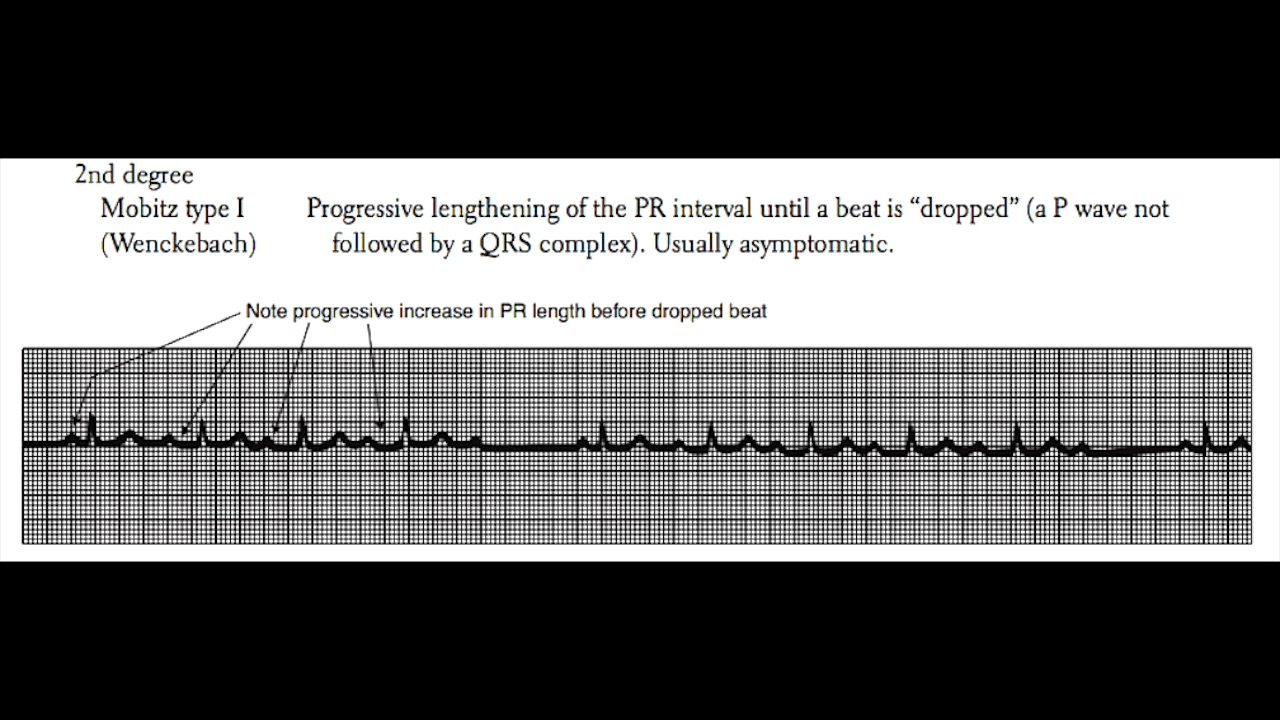 2nd degree
Mobitz type I Progressive lengthening of the PR interval until a beat is “dropped” (a P wave not
(Wenckebach) followed by a QRS complex). Usually asymptomatic.
Note progressive increase in PR length before dropped beat